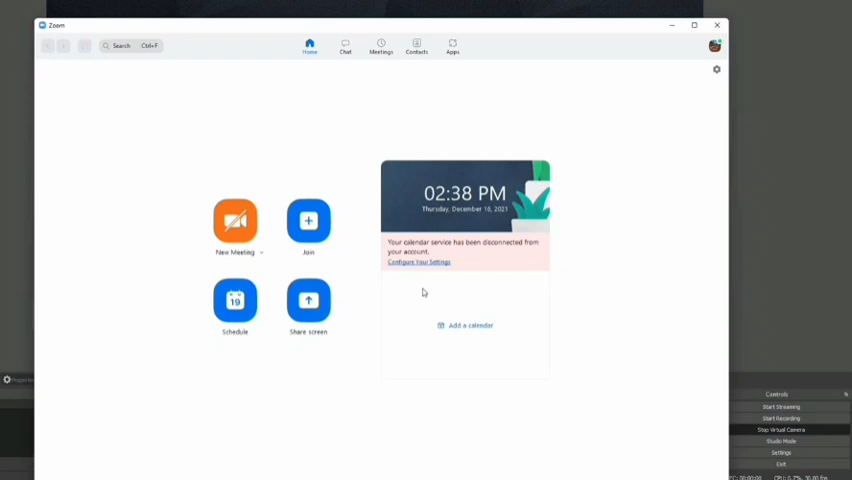 Zoom
Search Ctrl+F
Home Chat Meetings Contacts Apps
02:38 PM
Thursday, December 16, 2021
Your calendar service has been disconnected from
your account.
Configure Your Settings
New Meeting Join
19
Schedule Share screen
Add a calendar
Properties
Controls
Start Streaming
Start Recording
Stop Virtual Camera
Studio Mode
Settings
Exit